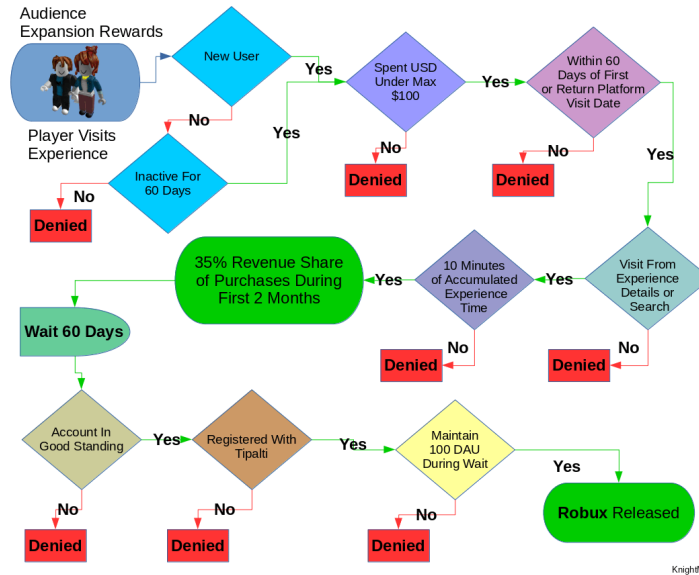 Audience
Expansion Rewards
Player Visits
Experience
New User
Yes
No
Inactive For
60 Days
Yes
No
Denied
Spent USD
Under Max
$100
Yes
No
Denied
Within 60
Days of First
or Return Platform
Visit Date
No
Denied
Yes
Visit From
Experience
Details or
Search
No
Denied
Yes
10 Minutes
of Accumulated
Experience
Time
No
Denied
Yes
35% Revenue Share
of Purchases During
First 2 Months
Wait 60 Days
Account In
Good Standing
No
Denied
Yes
Registered With
Tipalti
No
Denied
Yes
Maintain
100 DAU
During Wait
No
Denied
Yes
Robux Released